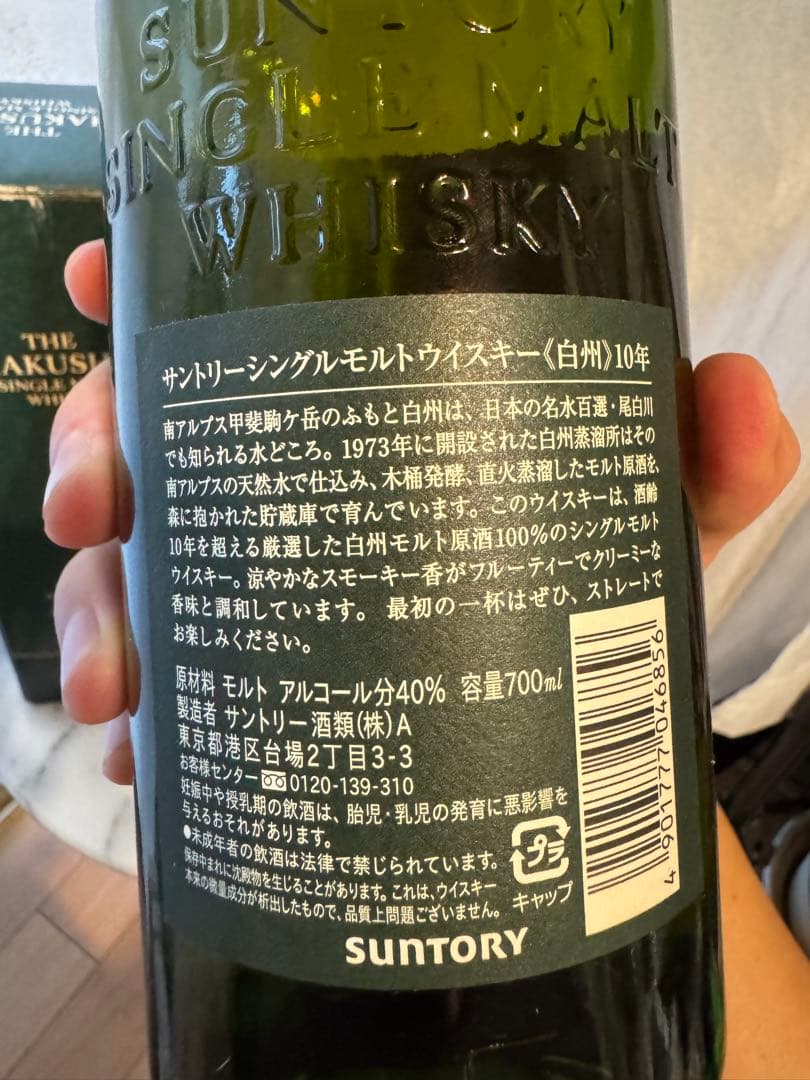 SUNTORY
SINGLE MALT
WHISKY
THE
HAKUSH
WHISKY
THE
AKUSH
SINGLE
WHI
サントリーシングルモルトウイスキー《白州》10年
南アルプス甲斐駒ケ岳のふもと白州は、日本の名水百選・尾白川
でも知られる水どころ。1973年に開設された白州蒸溜所はその
南アルプスの天然水で仕込み、木桶発酵、直火蒸溜したモルト原酒を、
森に抱かれた貯蔵庫で育んでいます。このウイスキーは、酒齢
10年を超える厳選した白州モルト原酒100%のシングルモルト
ウイスキー。涼やかなスモーキー香がフルーティーでクリーミーな
香味と調和しています。最初の一杯はぜひ、ストレートで
お楽しみください。
原材料 モルト アルコール分40% 容量700ml
製造者 サントリー酒類(株)A
東京都港区台場2丁目3-3
お客様センター 0120-139-310
妊娠中や授乳期の飲酒は、胎児・乳児の発育に悪影響を
与えるおそれがあります。
●未成年者の飲酒は法律で禁じられています。
保存中まれに沈殿物を生じることがあります。これは、ウイスキー
本来の微量成分が析出したもので、品質上問題ございません。
プラ
キャップ
4901777046856
SUNTORY